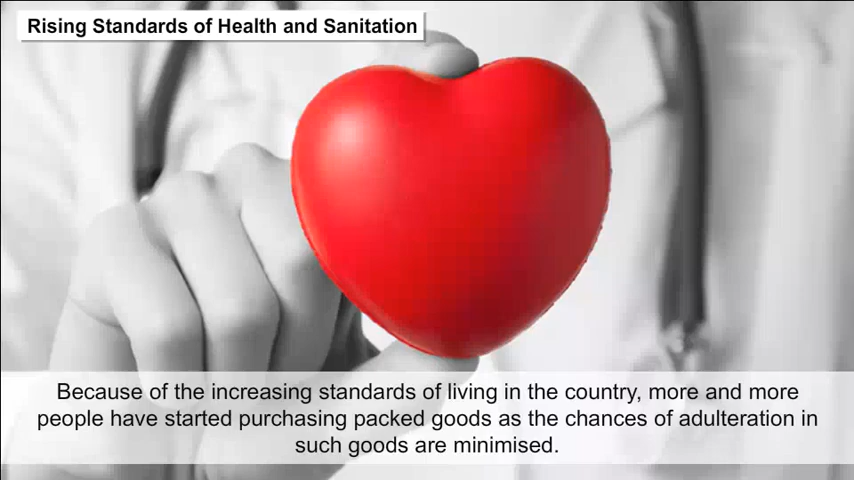 Rising Standards of Health and Sanitation
Because of the increasing standards of living in the country, more and more
people have started purchasing packed goods as the chances of adulteration in
such goods are minimised.